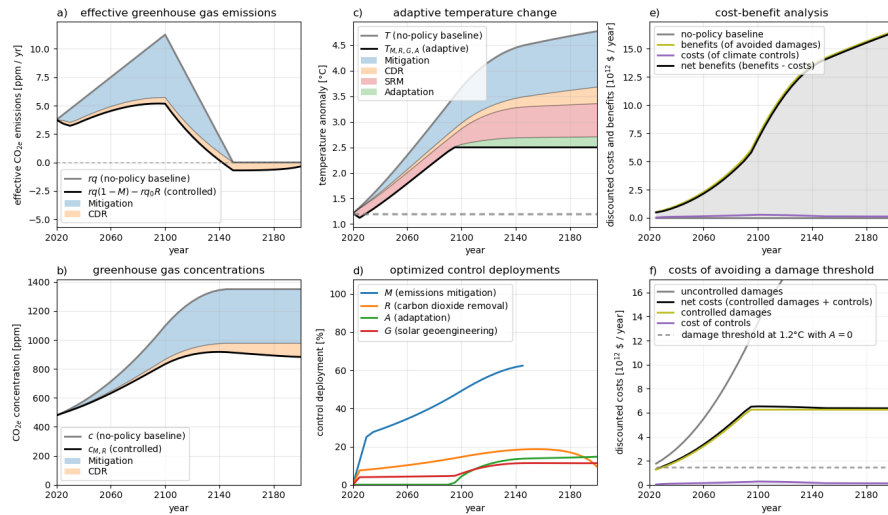 a) effective greenhouse gas emissions
effective CO2e emissions [ppm / yr]
10.0
7.5
5.0
2.5
0.0
−2.5
−5.0
rq (no-policy baseline)
rq(1 − M) − rq0R (controlled)
Mitigation
CDR
2020 2060 2100 2140 2180
year
c) adaptive temperature change
temperature anomaly [°C]
4.5
4.0
3.5
3.0
2.5
2.0
1.5
1.0
T (no-policy baseline)
TM, R, G, A (adaptive)
Mitigation
CDR
SRM
Adaptation
2020 2060 2100 2140 2180
year
e) cost-benefit analysis
discounted costs and benefits [10^12 $ / year]
15.0
12.5
10.0
7.5
5.0
2.5
0.0
no-policy baseline
benefits (of avoided damages)
costs (of climate controls)
net benefits (benefits - costs)
2020 2060 2100 2140 2180
year
b) greenhouse gas concentrations
CO2e concentration [ppm]
1400
1200
1000
800
600
400
200
0
c (no-policy baseline)
cM, R (controlled)
Mitigation
CDR
2020 2060 2100 2140 2180
year
d) optimized control deployments
control deployment [%]
100
80
60
40
20
0
M (emissions mitigation)
R (carbon dioxide removal)
A (adaptation)
G (solar geoengineering)
2020 2060 2100 2140 2180
year
f) costs of avoiding a damage threshold
discounted costs [10^12 $ / year]
16
14
12
10
8
6
4
2
0
uncontrolled damages
net costs (controlled damages + controls)
controlled damages
cost of controls
damage threshold at 1.2°C with A = 0
2020 2060 2100 2140 2180
year